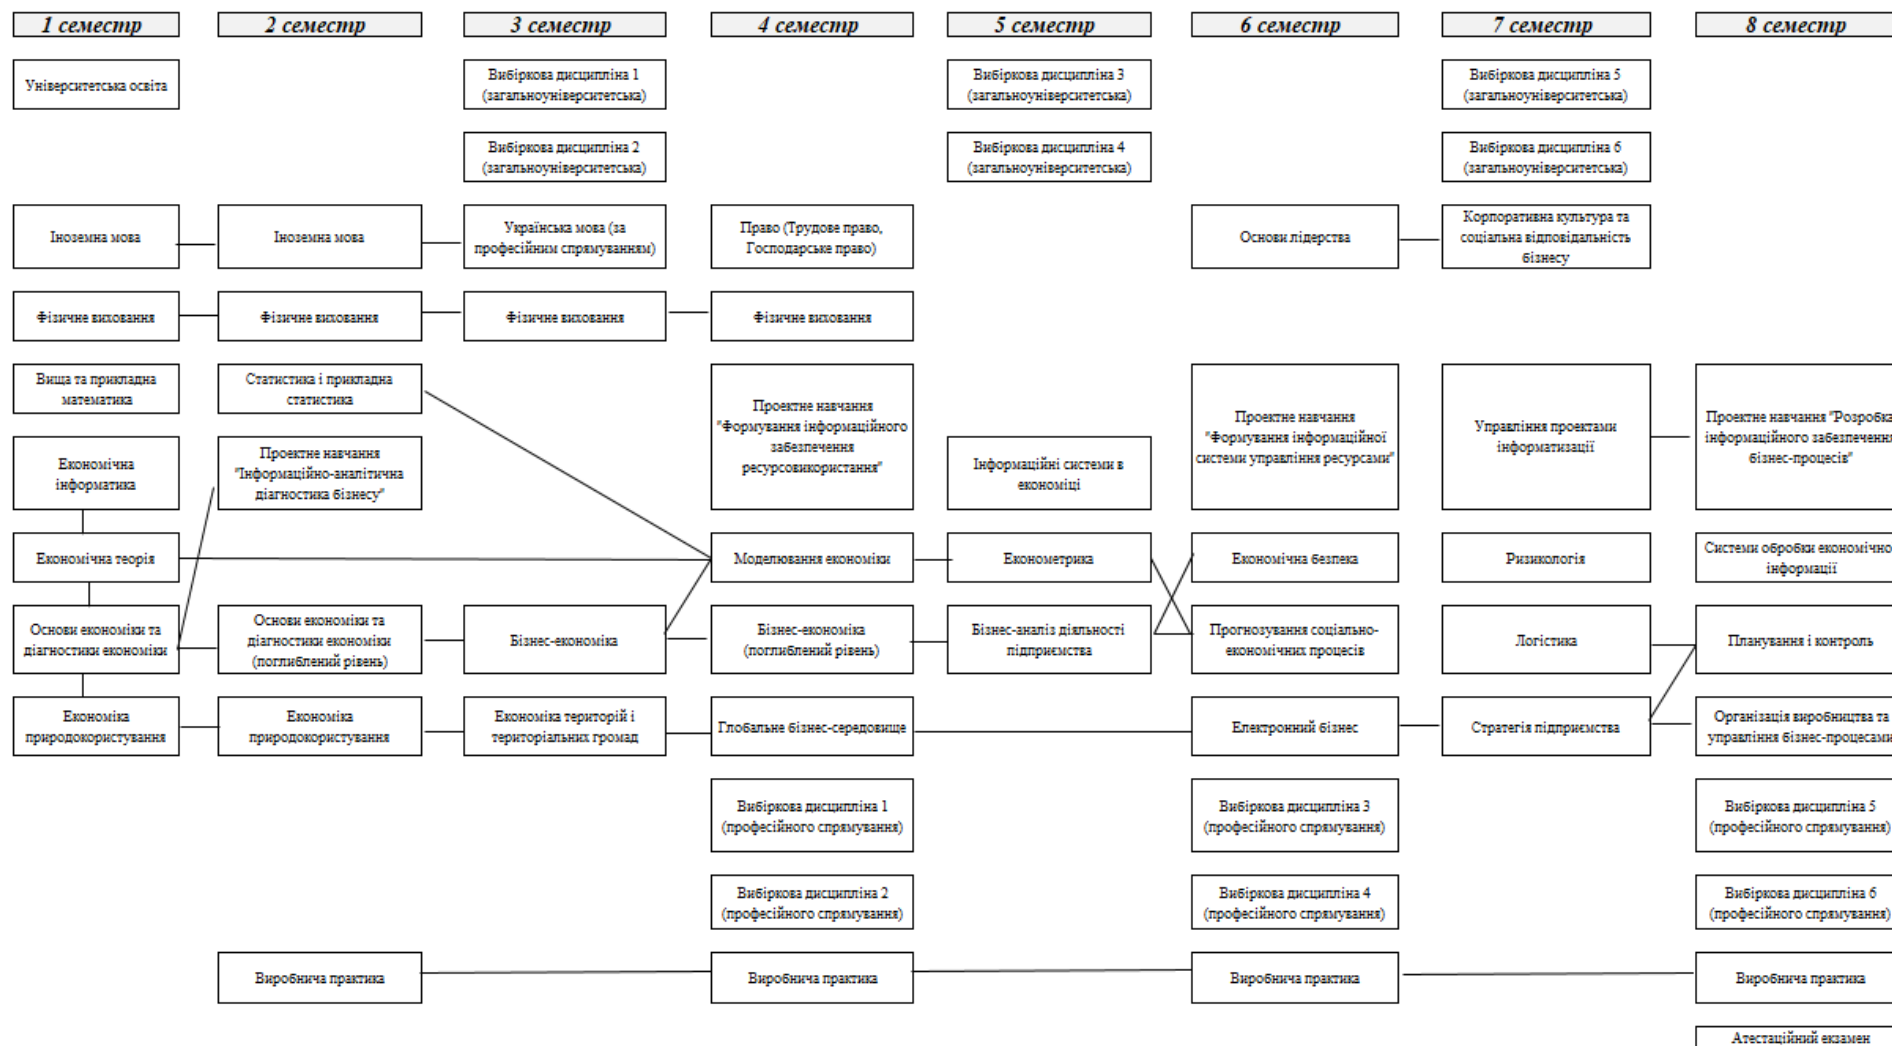 1 семестр
2 семестр
3 семестр
4 семестр
5 семестр
6 семестр
7 семестр
8 семестр
Університетська освіта
Вибіркова дисципліна 1
(загальноуніверситетська)
Вибіркова дисципліна 3
(загальноуніверситетська)
Вибіркова дисципліна 5
(загальноуніверситетська)
Вибіркова дисципліна 2
(загальноуніверситетська)
Вибіркова дисципліна 4
(загальноуніверситетська)
Вибіркова дисципліна 6
(загальноуніверситетська)
Іноземна мова
Іноземна мова
Українська мова (за
професійним спрямуванням)
Право (Трудове право,
Господарське право)
Основи лідерства
Корпоративна культура та
соціальна відповідальність
бізнесу
Фізичне виховання
Фізичне виховання
Фізичне виховання
Фізичне виховання
Вища та прикладна
математика
Статистика і прикладна
статистика
Проектне навчання
"Формування інформаційного
забезпечення
ресурсовикористання"
Проектне навчання
"Формування інформаційної
системи управління ресурсами"
Управління проектами
інформатизації
Проектне навчання "Розробка
інформаційного забезпечення
бізнес-процесів"
Економічна
інформатика
Проектне навчання
"Інформаційно-аналітична
діагностика бізнесу"
Інформаційні системи в
економіці
Економічна теорія
Моделювання економіки
Економетрика
Економічна безпека
Ризикологія
Системи обробки економічно
інформації
Основи економіки та
діагностики економіки
Основи економіки та
діагностики економіки
(поглиблений рівень)
Бізнес-економіка
Бізнес-економіка
(поглиблений рівень)
Бізнес-аналіз діяльності
підприємства
Прогнозування соціально-
економічних процесів
Логістика
Планування і контроль
Економіка
природокористування
Економіка
природокористування
Економіка територій і
територіальних громад
Глобальне бізнес-середовище
Електронний бізнес
Стратегія підприємства
Організація виробництва та
управління бізнес-процесами
Вибіркова дисципліна 1
(професійного спрямування)
Вибіркова дисципліна 3
(професійного спрямування)
Вибіркова дисципліна 5
(професійного спрямування)
Вибіркова дисципліна 2
(професійного спрямування)
Вибіркова дисципліна 4
(професійного спрямування)
Вибіркова дисципліна 6
(професійного спрямування)
Виробнича практика
Виробнича практика
Виробнича практика
Виробнича практика
Атестаційний екзамен